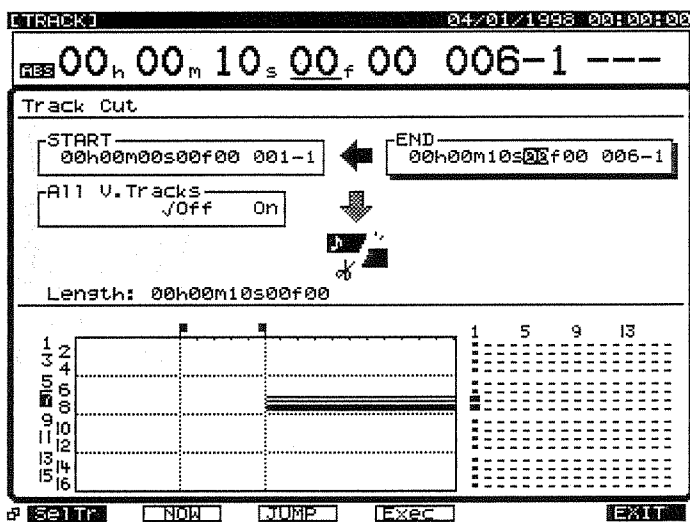 [TRACK] 04/01/1998 00:00:00
ABS 00h 00m 10s 00f 00 006-1 ---
Track Cut
START
00h00m00s00f00 001-1
END
00h00m10s00f00 006-1
All V.Tracks
√Off On
Length: 00h00m10s00f00
1 5 9 13
1
2
3
4
5
6
7
8
9
10
11
12
13
14
15
16
SelTr NOW JUMP Exec EXIT